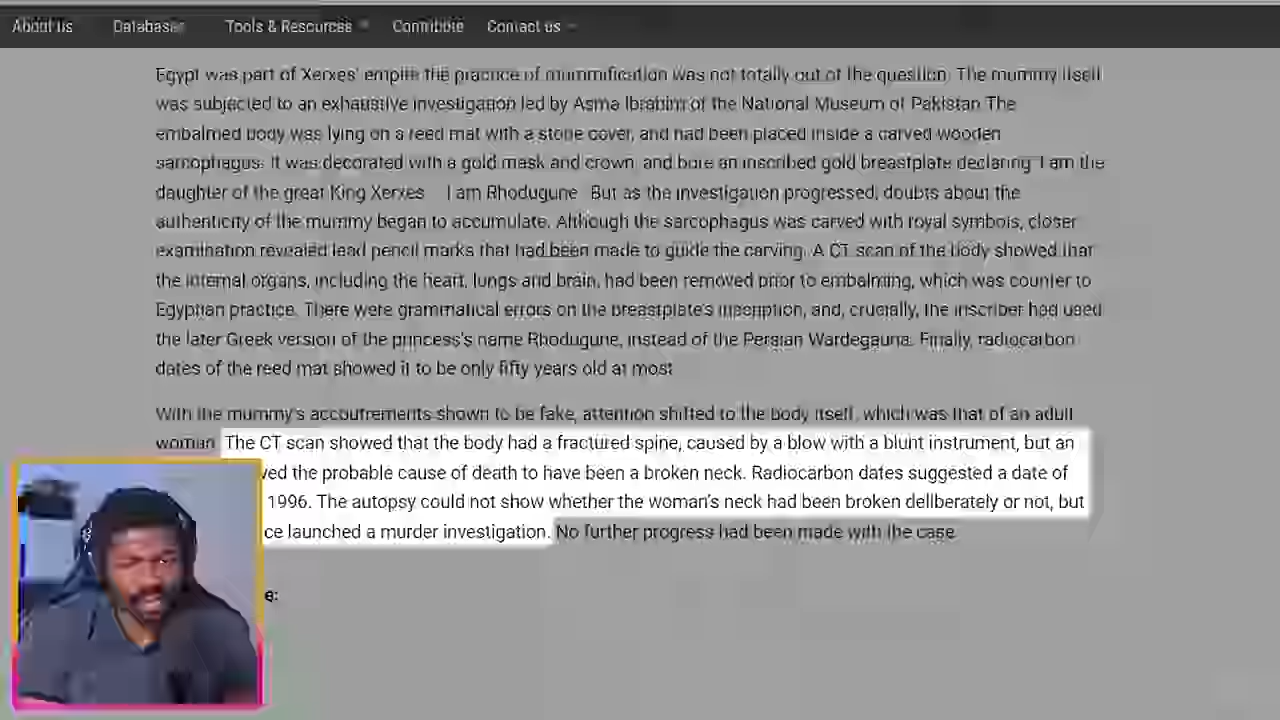 About Us Databases Tools & Resources Contribute Contact us
Egypt was part of Xerxes' empire the practice of mummification was not totally out of the question. The mummy itself
was subjected to an exhaustive investigation led by Asma Ibrahim of the National Museum of Pakistan The
embalmed body was lying on a reed mat with a stone cover, and had been placed inside a carved wooden
sarcophagus. It was decorated with a gold mask and crown, and bore an inscribed gold breastplate declaring 'I am the
daughter of the great King Xerxes I am Rhodugune But as the investigation progressed, doubts about the
authenticity of the mummy began to accumulate. Although the sarcophagus was carved with royal symbols, closer
examination revealed lead pencil marks that had been made to guide the carving. A CT scan of the body showed that
the internal organs, including the heart, lungs and brain, had been removed prior to embalming, which was counter to
Egyptian practice. There were grammatical errors on the breastplate's inscription, and, crucially, the inscriber had used
the later Greek version of the princess's name Rhodugune, instead of the Persian Wardegauna. Finally, radiocarbon
dates of the reed mat showed it to be only fifty years old at most
With the mummy's accoutrements shown to be fake, attention shifted to the body itself, which was that of an adult
woman. The CT scan showed that the body had a fractured spine, caused by a blow with a blunt instrument, but an
ved the probable cause of death to have been a broken neck. Radiocarbon dates suggested a date of
1996. The autopsy could not show whether the woman's neck had been broken deliberately or not, but
ce launched a murder investigation. No further progress had been made with the case.
e: